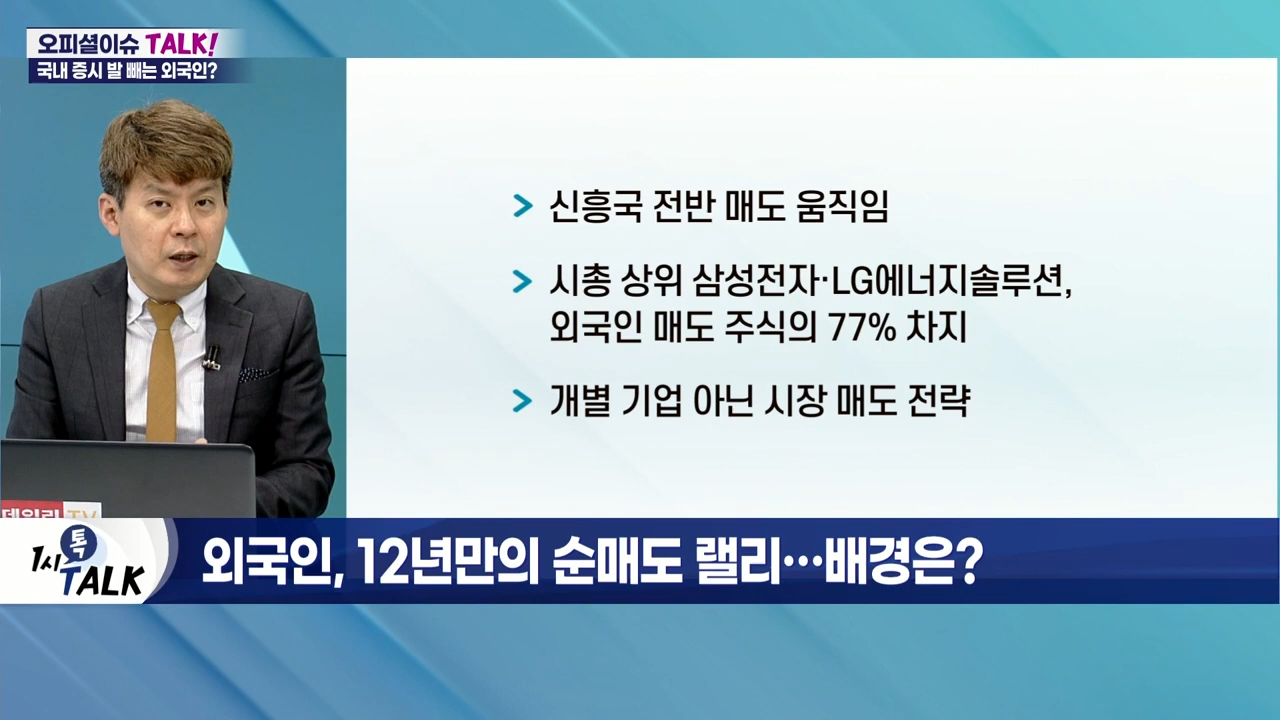 오피셜이슈 TALK!
국내 증시 발 빼는 외국인?
> 신흥국 전반 매도 움직임
> 시총 상위 삼성전자·LG에너지솔루션,
외국인 매도 주식의 77% 차지
> 개별 기업 아닌 시장 매도 전략
TV
1시톡
TALK
외국인, 12년만의 순매도 랠리…배경은?